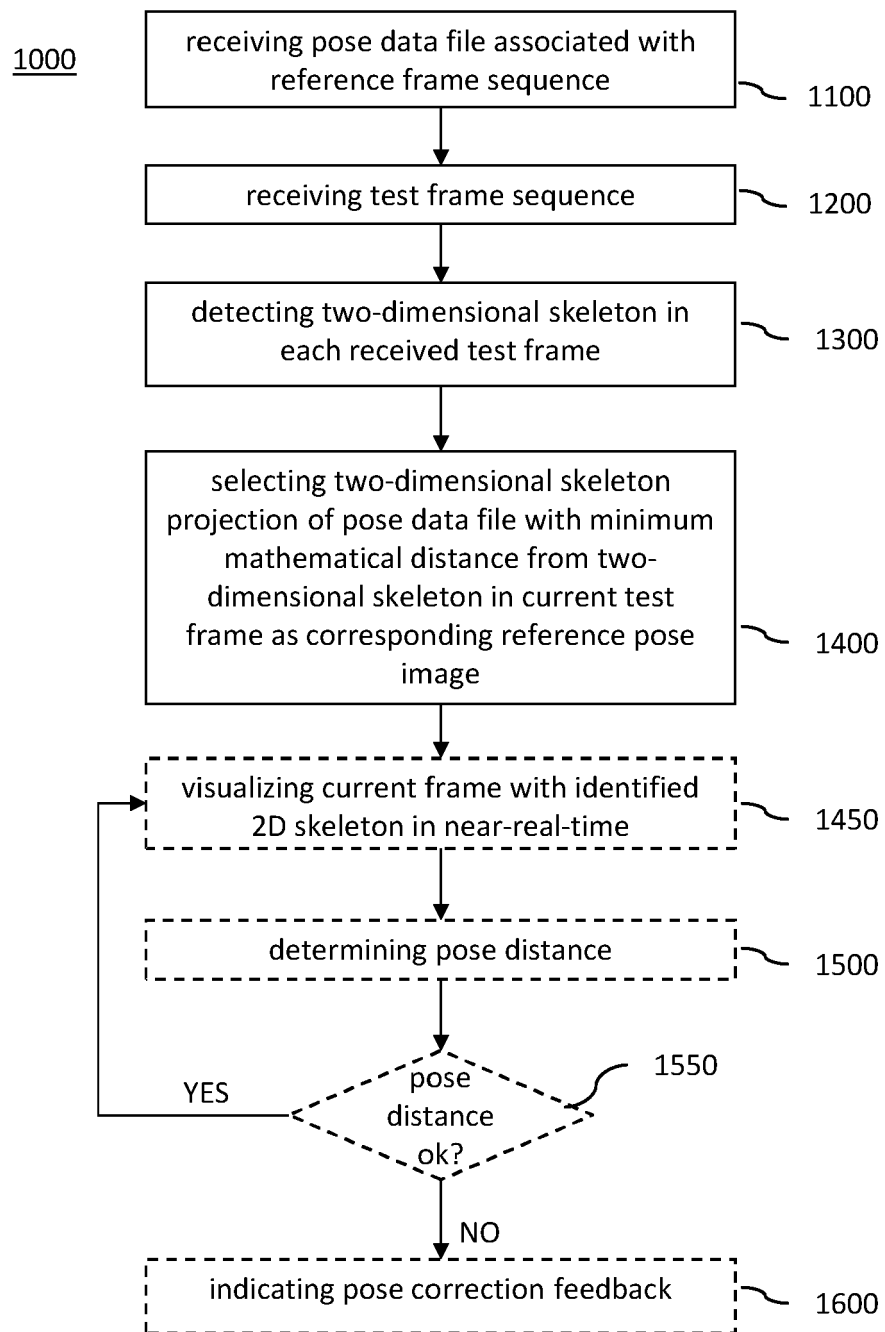 1000
receiving pose data file associated with
reference frame sequence
1100
receiving test frame sequence
1200
detecting two-dimensional skeleton in
each received test frame
1300
selecting two-dimensional skeleton
projection of pose data file with minimum
mathematical distance from two-
dimensional skeleton in current test
frame as corresponding reference pose
image
1400
visualizing current frame with identified
2D skeleton in near-real-time
1450
determining pose distance
1500
pose
distance
ok?
1550
YES
NO
indicating pose correction feedback
1600